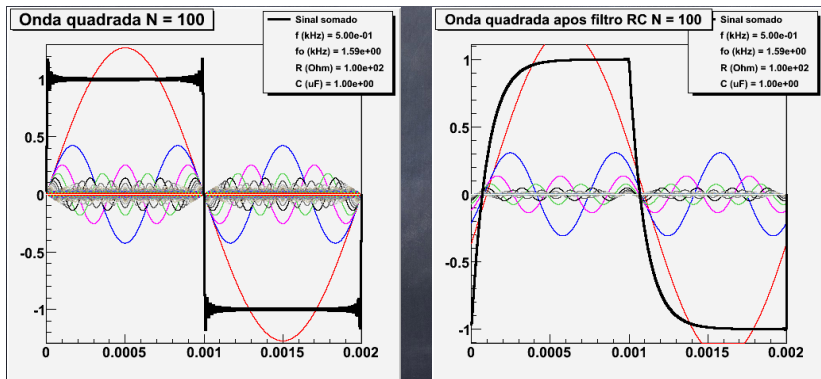 Onda quadrada N = 100
Sinal somado
f (kHz) = 5.00e-01
fo (kHz) = 1.59e+00
R (Ohm) = 1.00e+02
C (uF) = 1.00e+00
1
0.5
0
-0.5
-1
0 0.0005 0.001 0.0015 0.002
Onda quadrada apos filtro RC N = 100
Sinal somado
f (kHz) = 5.00e-01
fo (kHz) = 1.59e+00
R (Ohm) = 1.00e+02
C (uF) = 1.00e+00
1
0.5
0
-0.5
-1
0 0.0005 0.001 0.0015 0.002